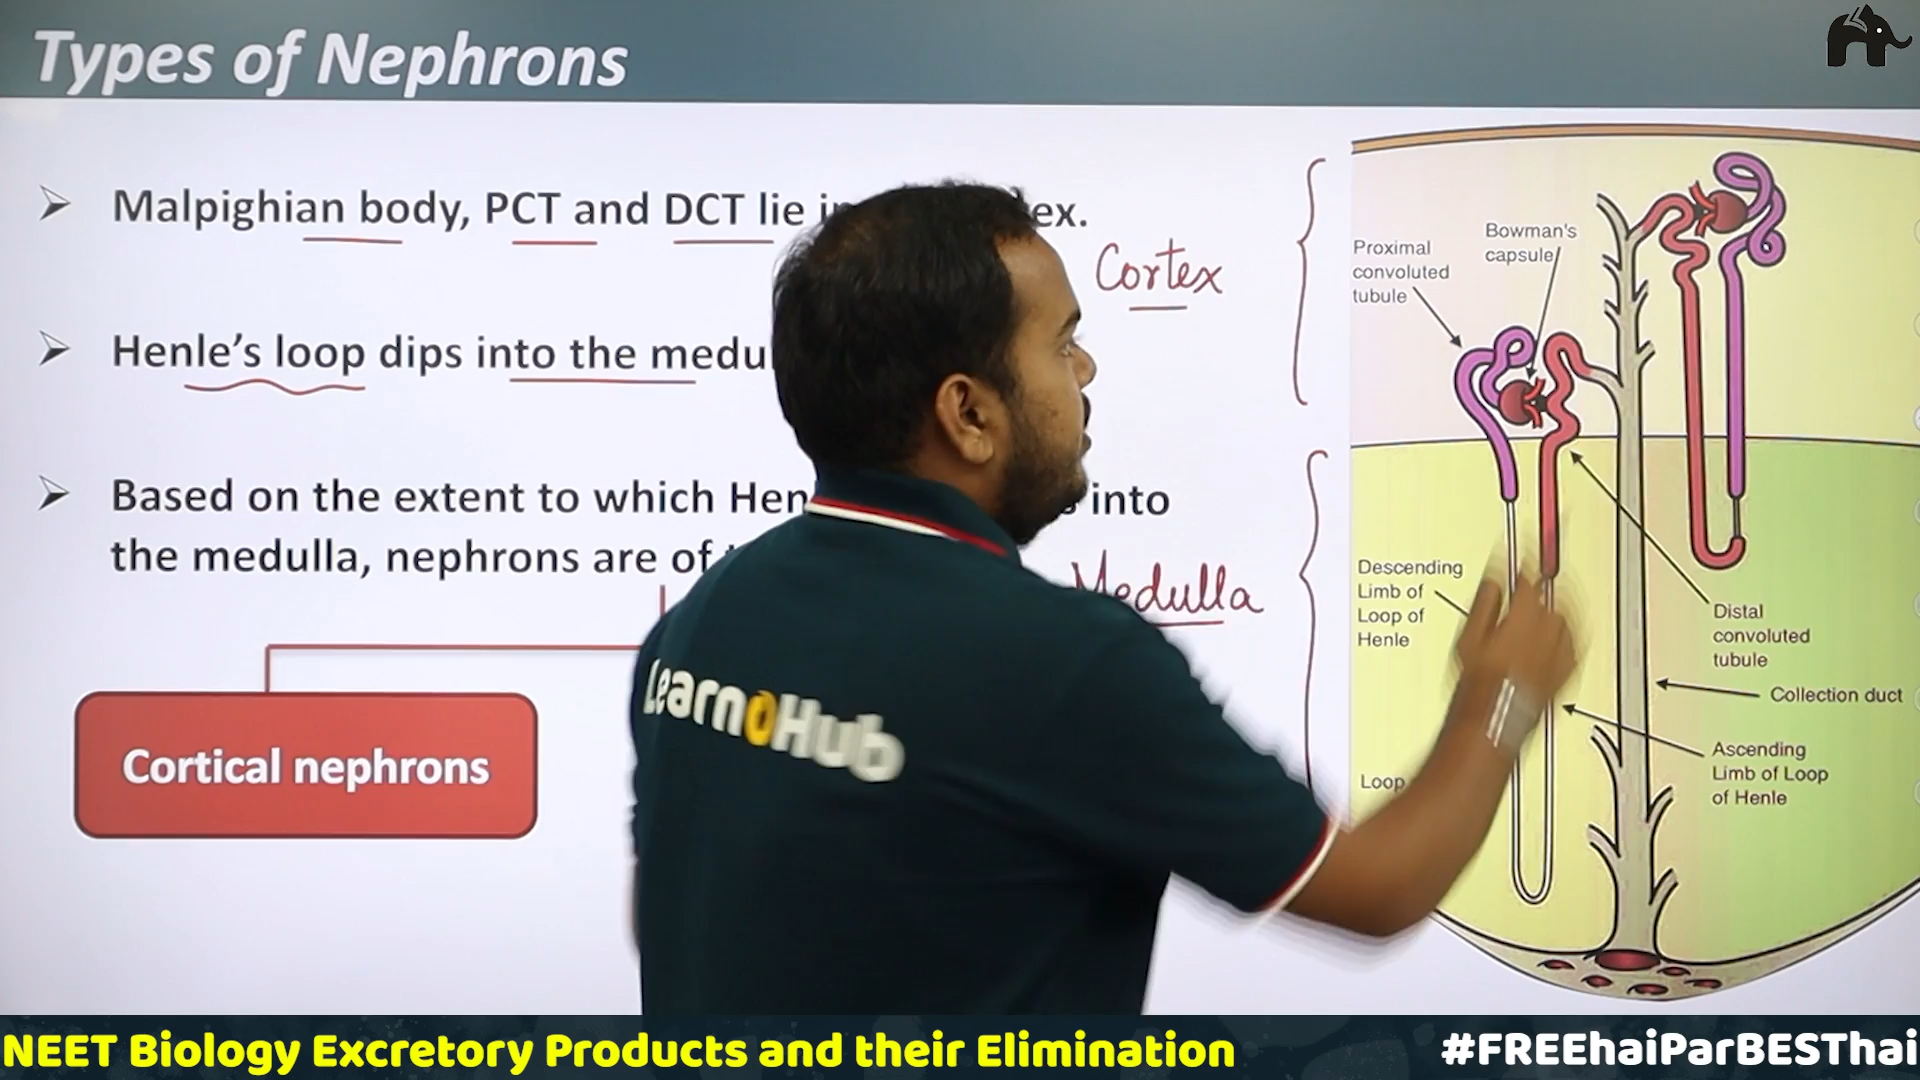 Types of Nephrons
Malpighian body, PCT and DCT lie in ex.
Cortex
Henle's loop dips into the medu
Based on the extent to which Hen into
the medulla, nephrons are of
Medulla
Cortical nephrons
Proximal
convoluted
tubule
Bowman's
capsule
Descending
Limb of
Loop of
Henle
Loop
Distal
convoluted
tubule
Collection duct
Ascending
Limb of Loop
of Henle
LearnoHub
NEET Biology Excretory Products and their Elimination
#FREEhaiParBESThai